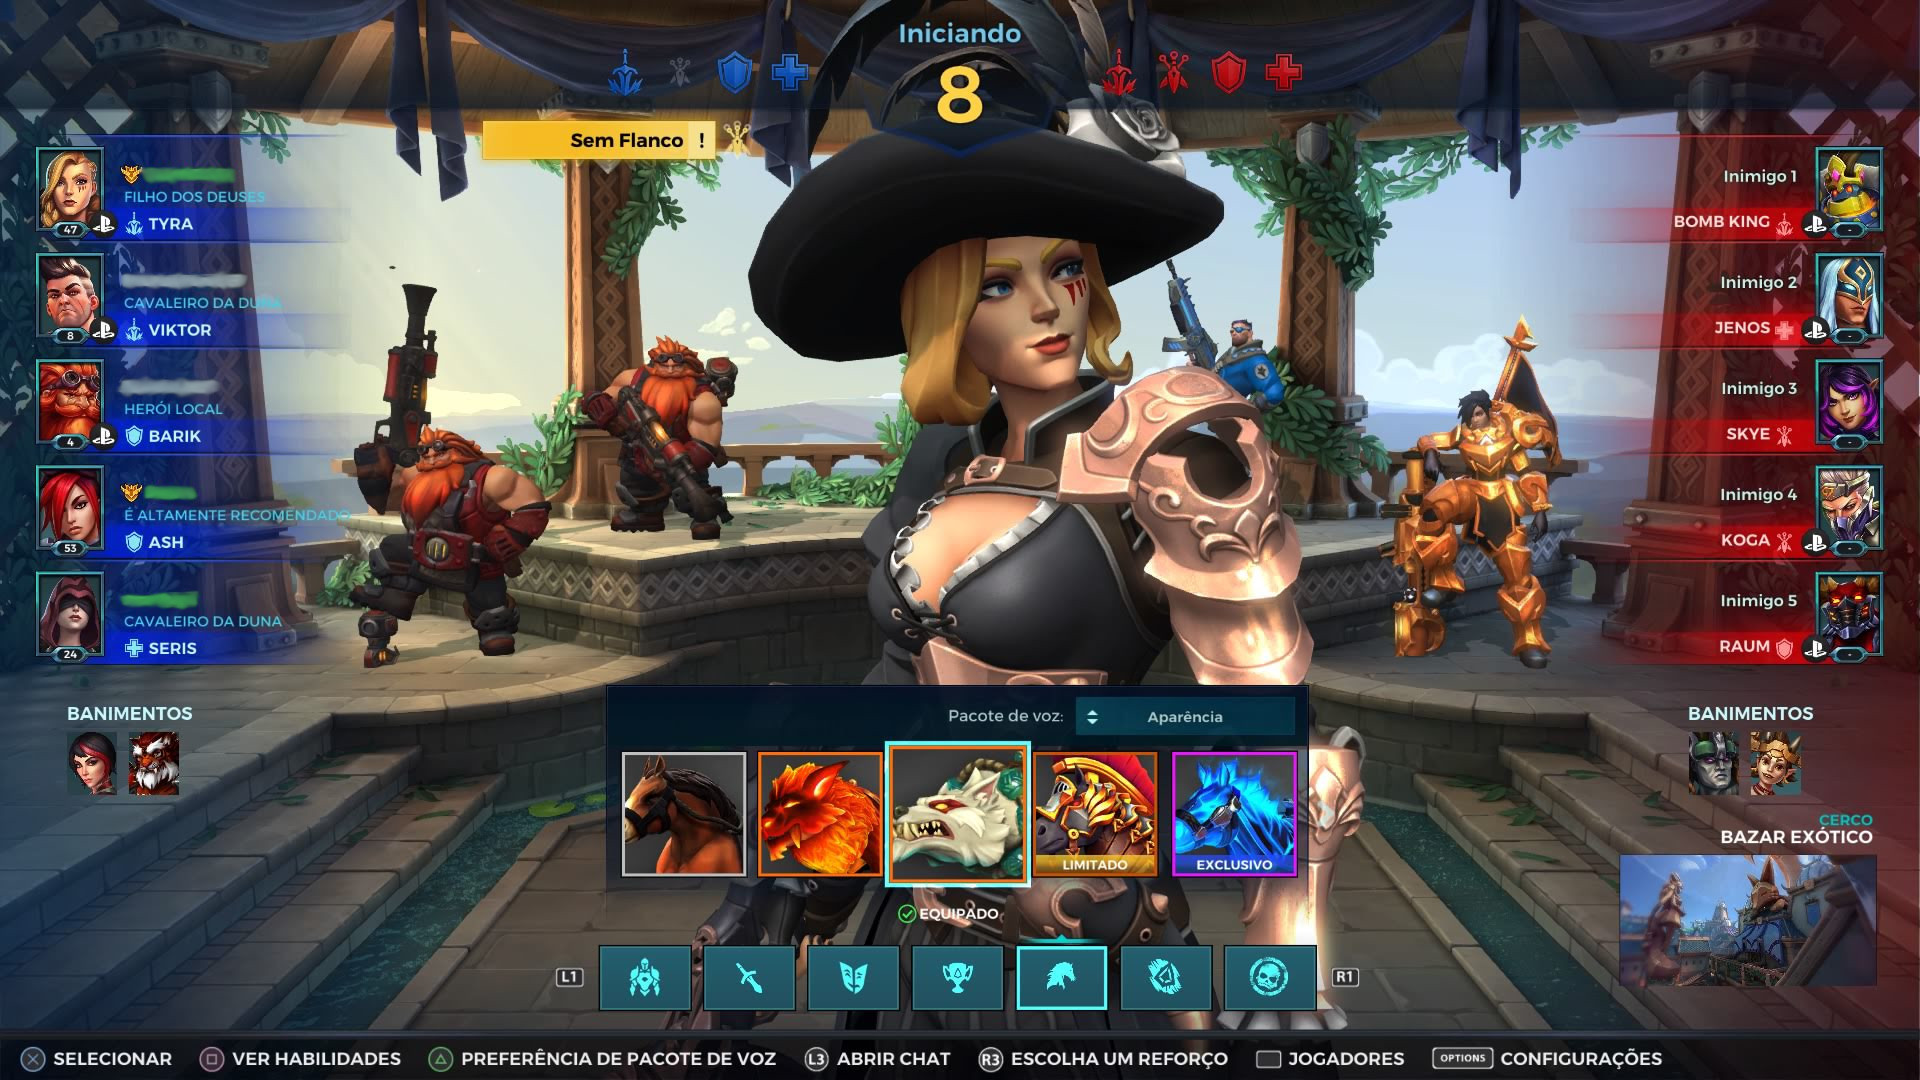 Iniciando
8
Sem Flanco !
FILHO DOS DEUSES
47
TYRA
CAVALEIRO DA DUNA
8
VIKTOR
HERÓI LOCAL
4
BARIK
É ALTAMENTE RECOMENDADO
53
ASH
CAVALEIRO DA DUNA
24
SERIS
BANIMENTOS
Inimigo 1
BOMB KING
-
Inimigo 2
JENOS
-
Inimigo 3
SKYE
-
Inimigo 4
KOGA
-
Inimigo 5
RAUM
-
BANIMENTOS
CERCO
BAZAR EXÓTICO
Pacote de voz: Aparência
LIMITADO
EXCLUSIVO
EQUIPADO
L1
R1
SELECIONAR VER HABILIDADES PREFERÊNCIA DE PACOTE DE VOZ L3 ABRIR CHAT R3 ESCOLHA UM REFORÇO JOGADORES OPTIONS CONFIGURAÇÕES